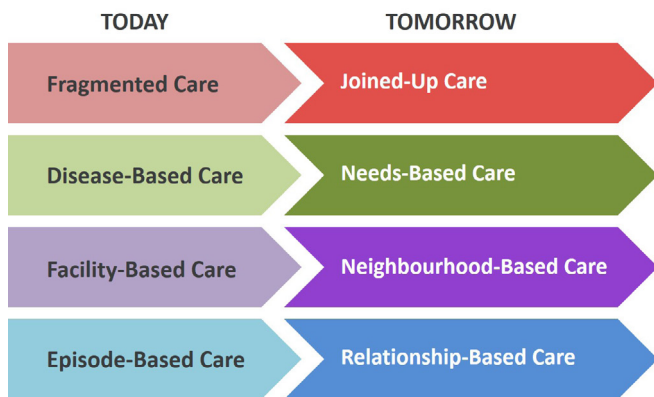 TODAY TOMORROW
Fragmented Care Joined-Up Care
Disease-Based Care Needs-Based Care
Facility-Based Care Neighbourhood-Based Care
Episode-Based Care Relationship-Based Care